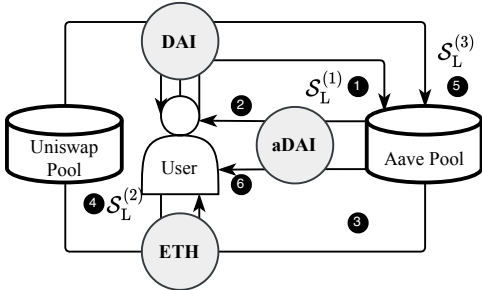 DAI
𝒮_L^(3)
𝒮_L^(1) 1
5
2
Uniswap
Pool
aDAI
Aave Pool
User
6
4 𝒮_L^(2)
3
ETH